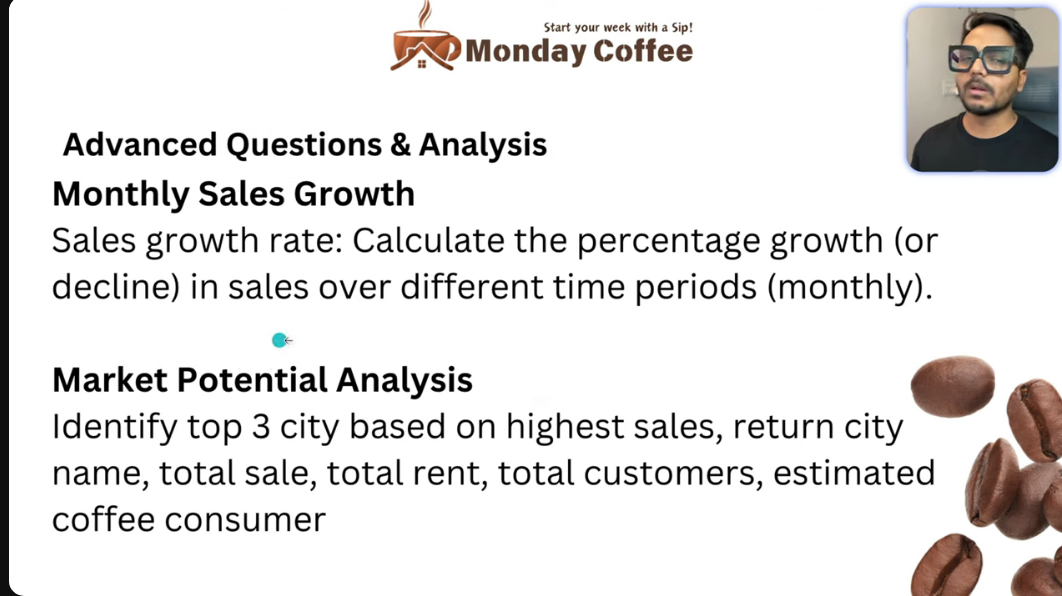 Start your week with a Sip!
Monday Coffee
Advanced Questions & Analysis
Monthly Sales Growth
Sales growth rate: Calculate the percentage growth (or
decline) in sales over different time periods (monthly).
Market Potential Analysis
Identify top 3 city based on highest sales, return city
name, total sale, total rent, total customers, estimated
coffee consumer